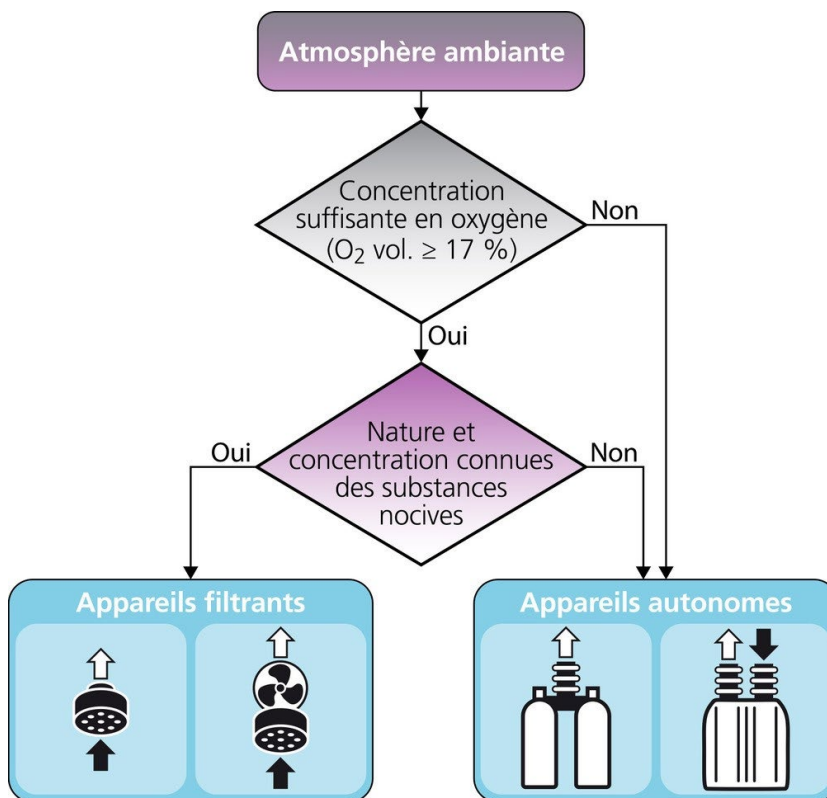 Atmosphère ambiante
Concentration
suffisante en oxygène
(O₂ vol. ≥ 17 %)
Non
Oui
Nature et
concentration connues
des substances
nocives
Oui
Non
Appareils filtrants
Appareils autonomes